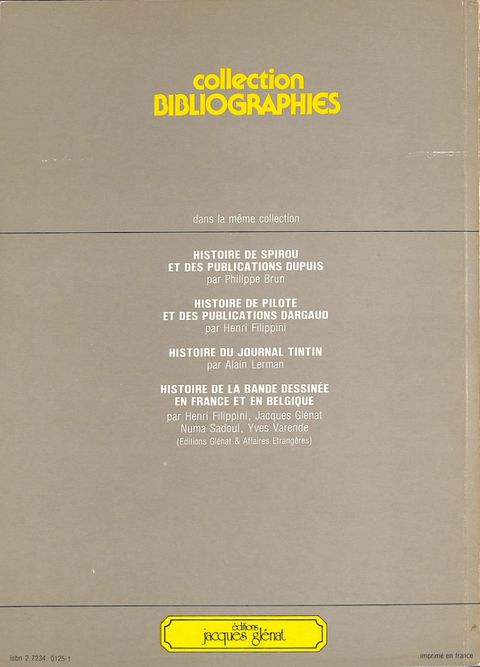 collection
BIBLIOGRAPHIES
dans la même collection
HISTOIRE DE SPIROU
ET DES PUBLICATIONS DUPUIS
par Philippe Brun
HISTOIRE DE PILOTE
ET DES PUBLICATIONS DARGAUD
par Henri Filippini
HISTOIRE DU JOURNAL TINTIN
par Alain Lerman
HISTOIRE DE LA BANDE DESSINÉE
EN FRANCE ET EN BELGIQUE
par Henri Filippini, Jacques Glénat
Numa Sadoul, Yves Varende
(Editions Glénat & Affaires Etrangères)
éditions
jacques glénat
isbn 2.7234. 0125-1
imprimé en france